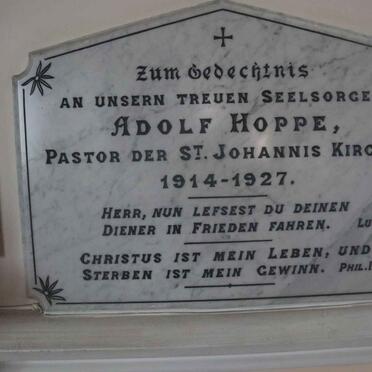 Zum Gedechtnis
AN UNSERN TREUEN SEELSORGE
ADOLF HOPPE,
PASTOR DER ST. JOHANNIS KIRC
1914-1927.
HERR, NUN LEFSEST DU DEINEN
DIENER IN FRIEDEN FAHREN. LU
CHRISTUS IST MEIN LEBEN, UND
STERBEN IST MEIN GEWINN. PHIL.